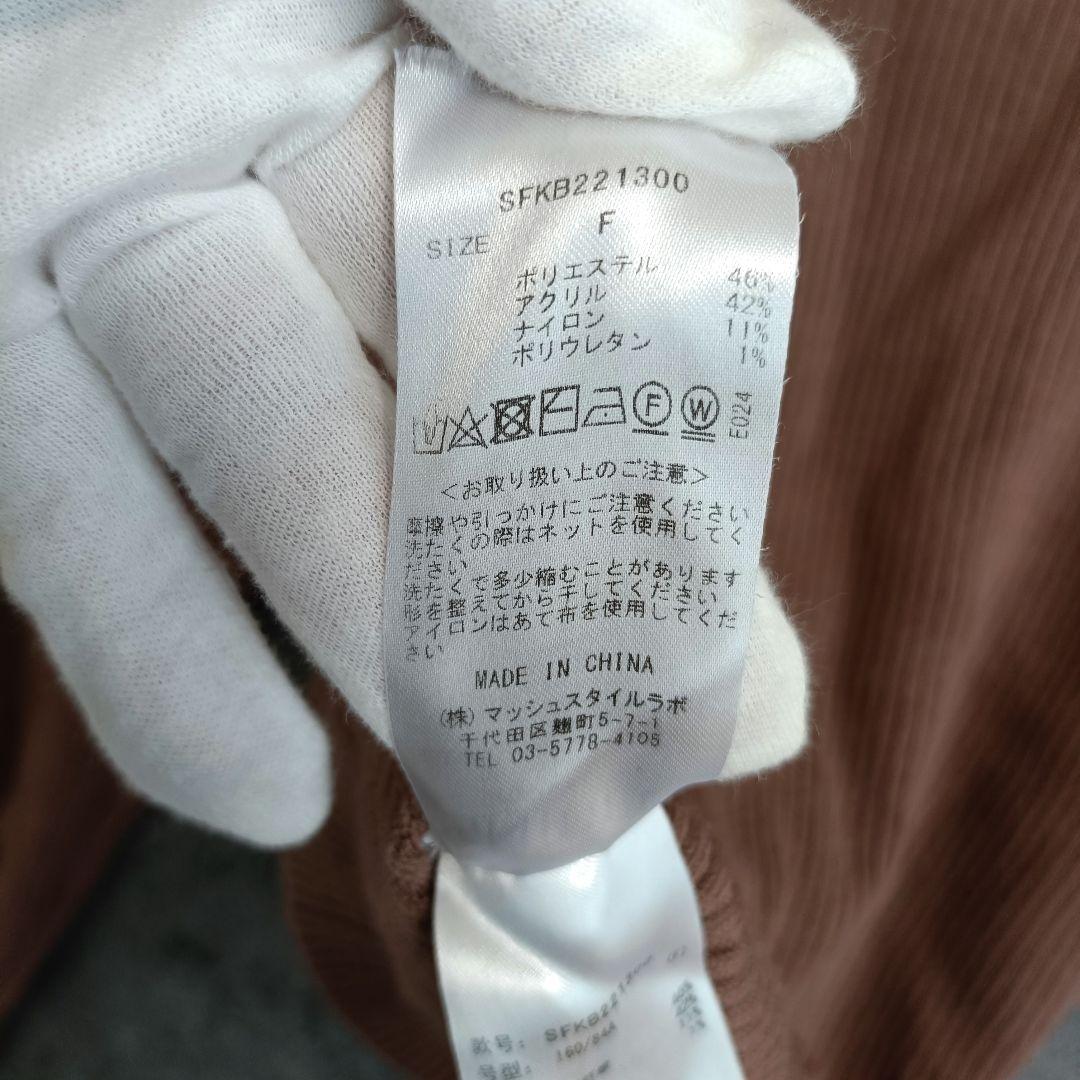 SFKB221300
SIZE F
ポリエステル 46%
アクリル 42%
ナイロン 11%
ポリウレタン 1%
F W E024
<お取り扱い上のご注意>
摩擦や引っかけにご注意ください
洗たくの際はネットを使用してく
ださい
洗たくで多少縮むことがあります
形を整えてから干してください
アイロンはあて布を使用してくだ
さい
MADE IN CHINA
(株)マッシュスタイルラボ
千代田区麹町5-7-1
TEL 03-5778-4105
款号: SFKB221300 (F)
号型: 160/84A